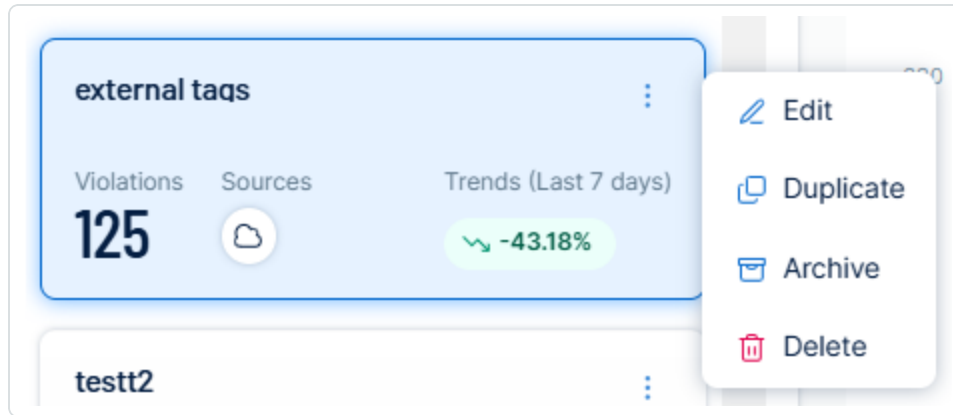 external tags
Violations
Sources
Trends (Last 7 days)
125
-43.18%
testt2
Edit
Duplicate
Archive
Delete